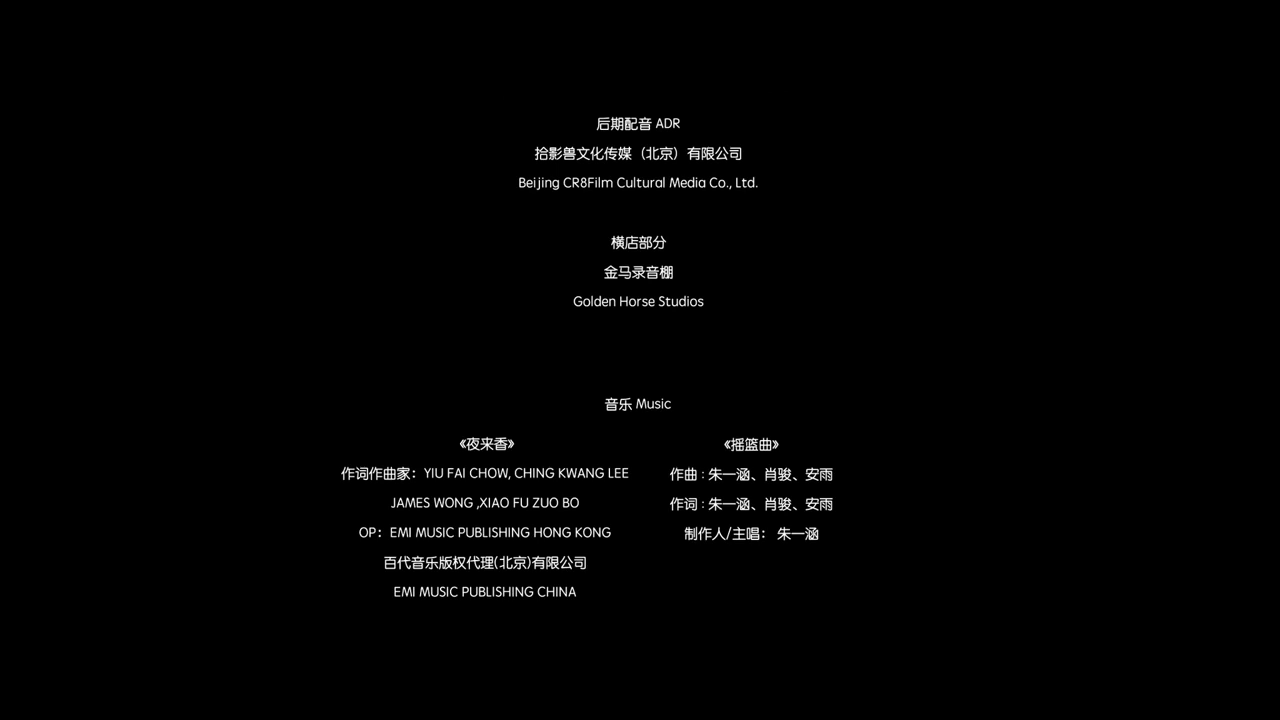 后期配音 ADR
拾影兽文化传媒（北京）有限公司
Beijing CR8Film Cultural Media Co., Ltd.
横店部分
金马录音棚
Golden Horse Studios
音乐 Music
《夜来香》
作词作曲家：YIU FAI CHOW, CHING KWANG LEE
JAMES WONG ,XIAO FU ZUO BO
OP：EMI MUSIC PUBLISHING HONG KONG
百代音乐版权代理(北京)有限公司
EMI MUSIC PUBLISHING CHINA
《摇篮曲》
作曲 : 朱一涵、肖骏、安雨
作词 : 朱一涵、肖骏、安雨
制作人/主唱： 朱一涵